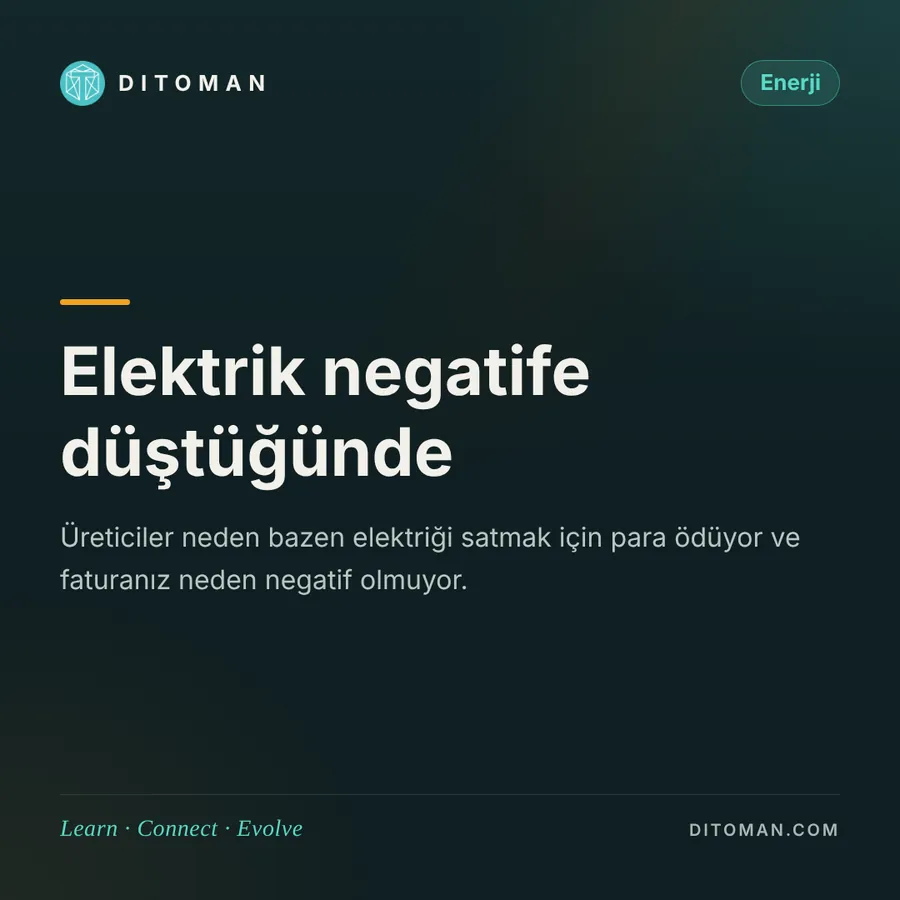 DITOMAN
Enerji
Elektrik negatife
düştüğünde
Üreticiler neden bazen elektriği satmak için para ödüyor ve
faturanız neden negatif olmuyor.
Learn · Connect · Evolve
DITOMAN.COM